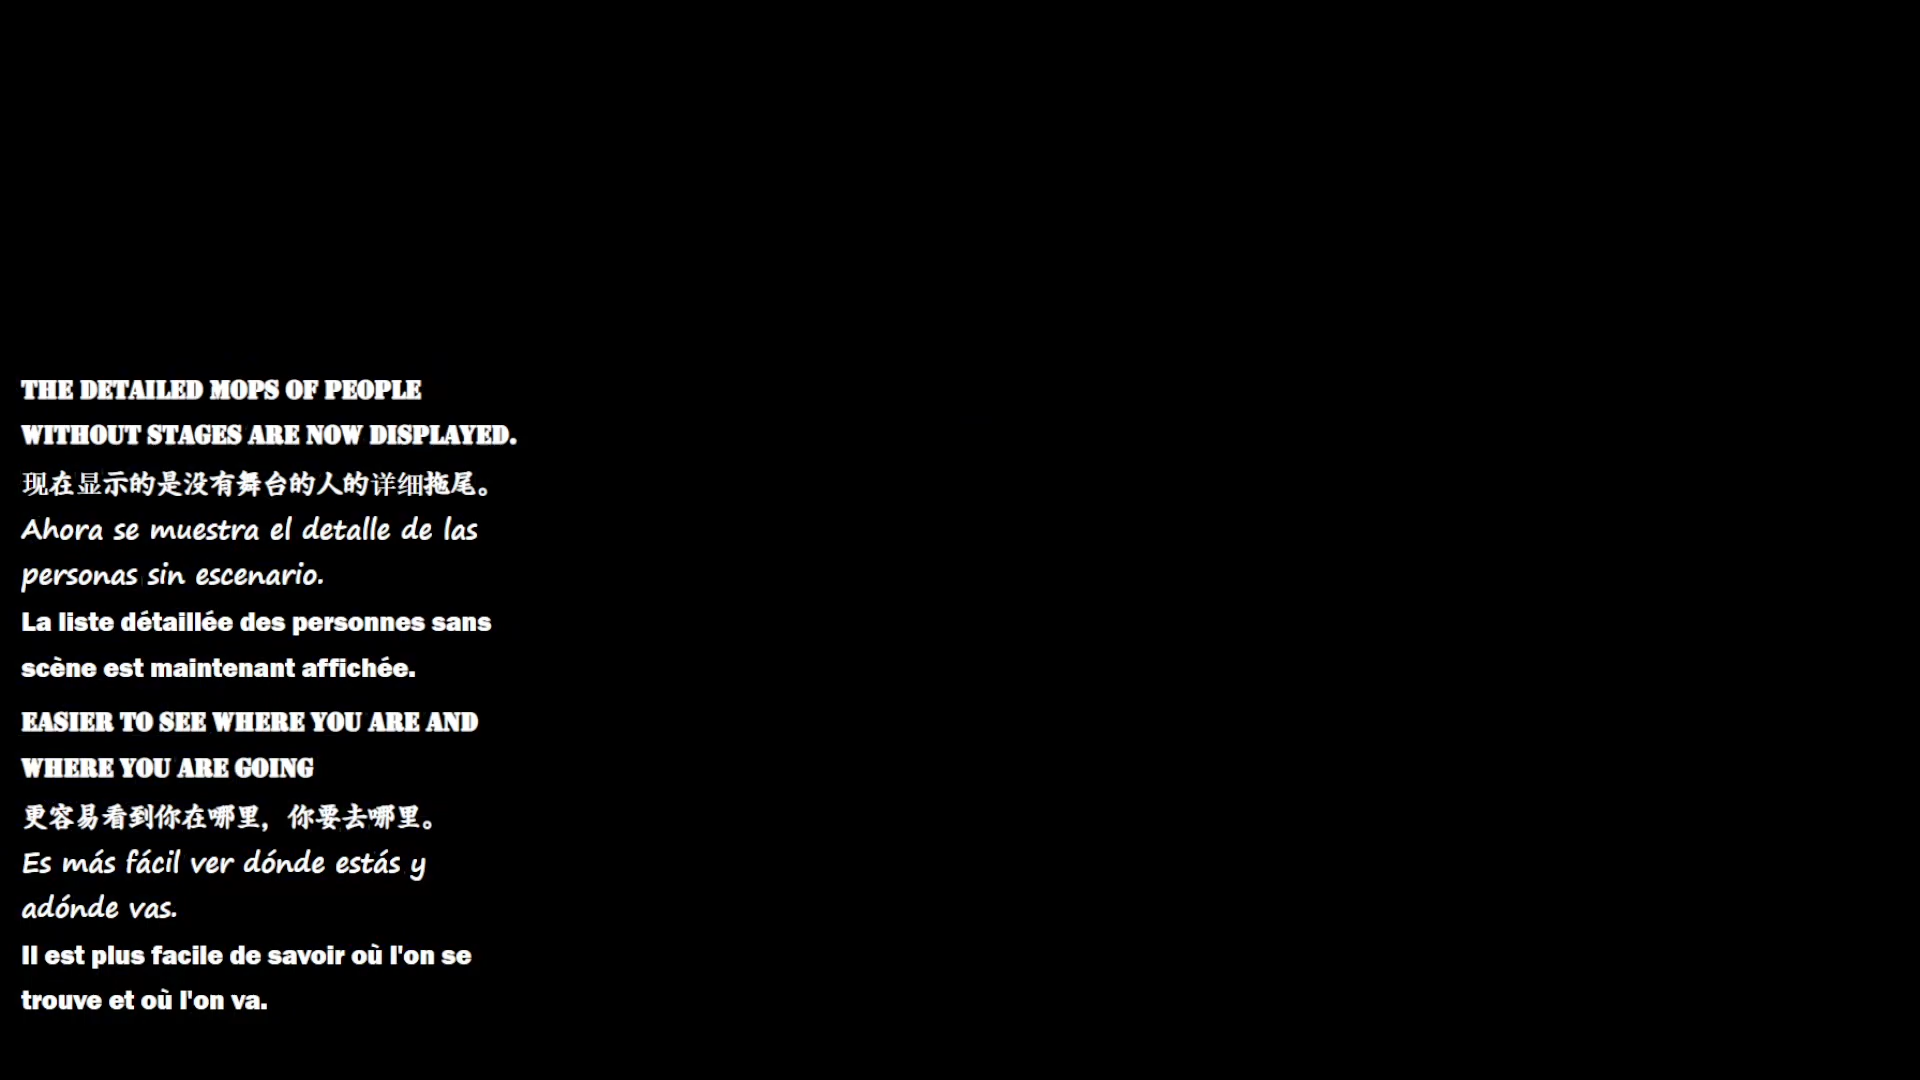 THE DETAILED MOPS OF PEOPLE
WITHOUT STAGES ARE NOW DISPLAYED.
现在显示的是没有舞台的人的详细拖尾。
Ahora se muestra el detalle de las
personas sin escenario.
La liste détaillée des personnes sans
scène est maintenant affichée.
EASIER TO SEE WHERE YOU ARE AND
WHERE YOU ARE GOING
更容易看到你在哪里，你要去哪里。
Es más fácil ver dónde estás y
adónde vas.
Il est plus facile de savoir où l'on se
trouve et où l'on va.